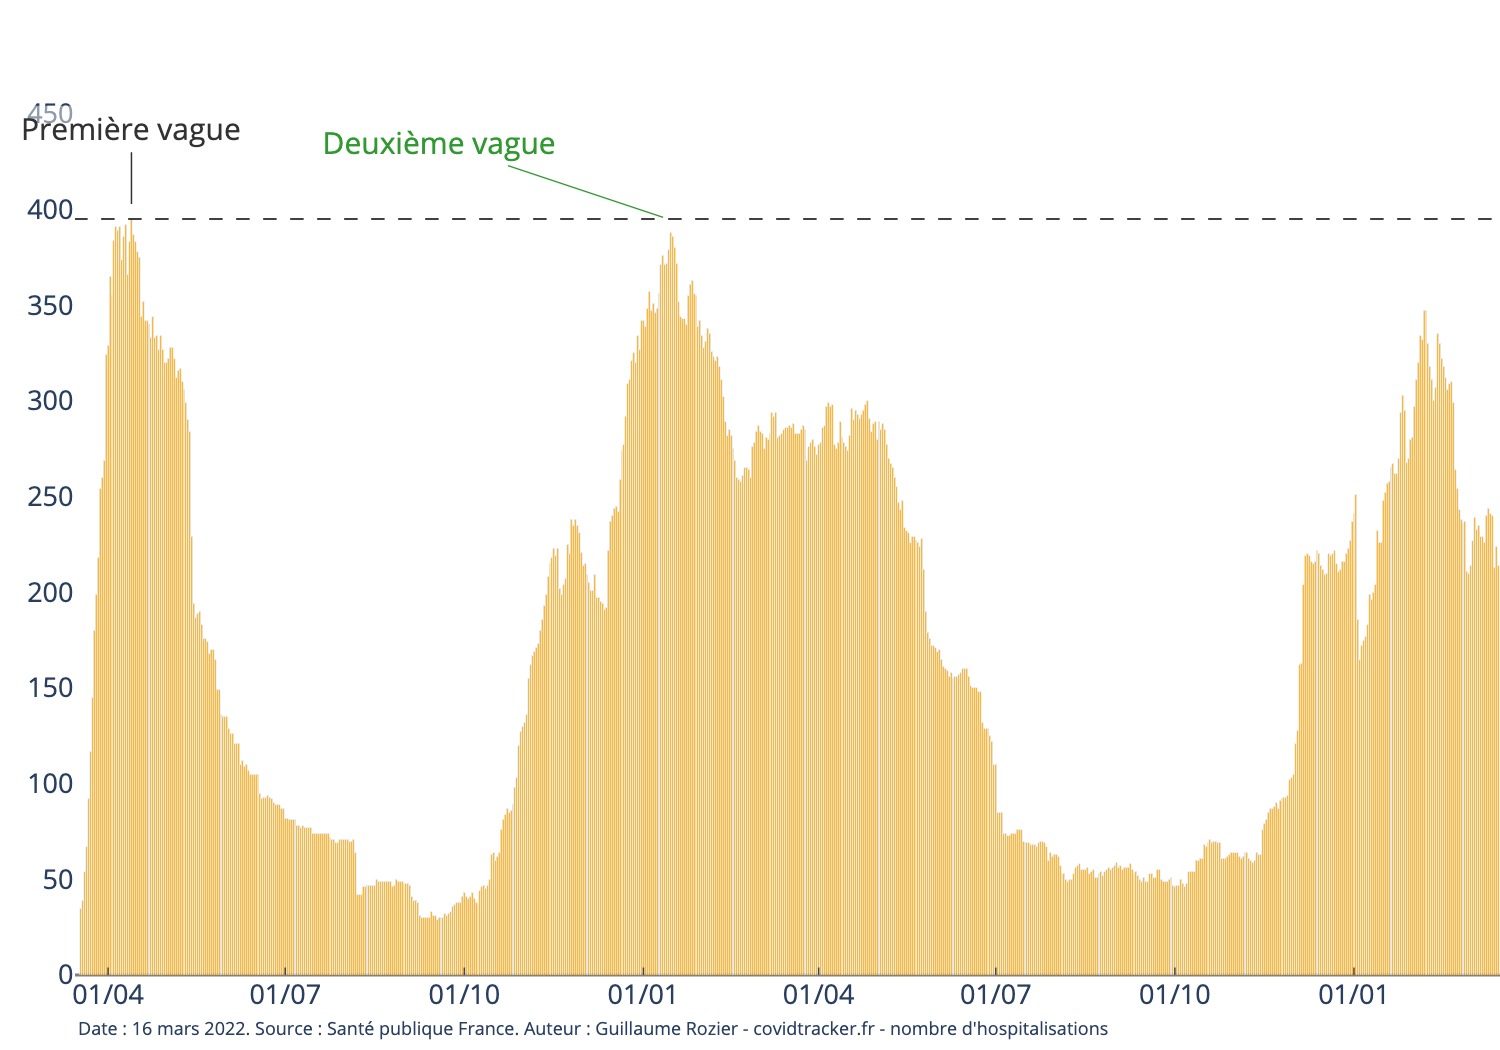 450
Première vague
Deuxième vague
400
350
300
250
200
150
100
50
0
01/04 01/07 01/10 01/01 01/04 01/07 01/10 01/01
Date : 16 mars 2022. Source : Santé publique France. Auteur : Guillaume Rozier - covidtracker.fr - nombre d'hospitalisations